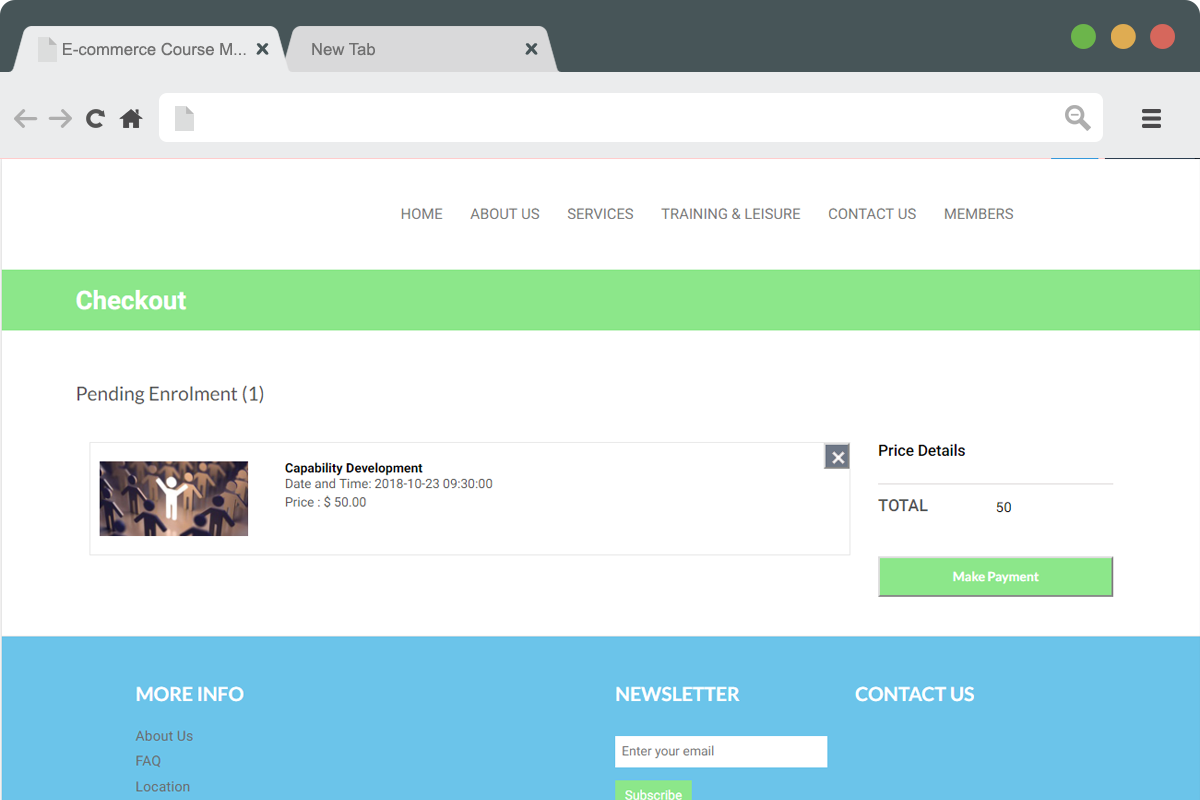 E-commerce Course M...
New Tab
HOME ABOUT US SERVICES TRAINING & LEISURE CONTACT US MEMBERS
Checkout
Pending Enrolment (1)
Capability Development
Date and Time: 2018-10-23 09:30:00
Price : $ 50.00
Price Details
TOTAL 50
Make Payment
MORE INFO
About Us
FAQ
Location
NEWSLETTER
Enter your email
Subscribe
CONTACT US